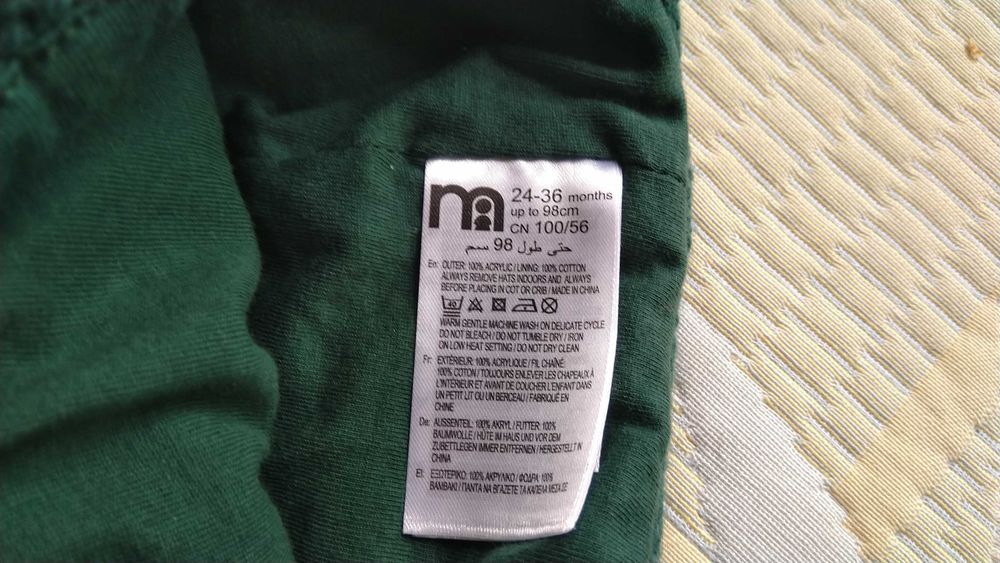 m
24-36 months
up to 98cm
CN 100/56
حتى طول 98 سم
En: OUTER: 100% ACRYLIC / LINING: 100% COTTON
ALWAYS REMOVE HATS INDOORS AND ALWAYS
BEFORE PLACING IN COT OR CRIB / MADE IN CHINA
40
WARM GENTLE MACHINE WASH ON DELICATE CYCLE
DO NOT BLEACH / DO NOT TUMBLE DRY / IRON
ON LOW HEAT SETTING / DO NOT DRY CLEAN
Fr: EXTÉRIEUR: 100% ACRYLIQUE / FIL CHAÎNE:
100% COTON / TOUJOURS ENLEVER LES CHAPEAUX À
L'INTÉRIEUR ET AVANT DE COUCHER L'ENFANT DANS
UN PETIT LIT OU UN BERCEAU / FABRIQUÉ EN
CHINE
De: AUSSENTEIL: 100% AKRYL / FUTTER: 100%
BAUMWOLLE / HÜTE IM HAUS UND VOR DEM
ZUBETTLEGEN IMMER ENTFERNEN / HERGESTELLT IN
CHINA
El: ΕΞΩΤΕΡΙΚΟ: 100% ΑΚΡΥΛΙΚΟ / ΦΟΔΡΑ: 100%
ΒΑΜΒΑΚΙ / ΠΑΝΤΑ ΝΑ ΒΓΑΖΕΤΕ ΤΑ ΚΑΠΕΛΑ ΜΕΣΑ ΣΕ